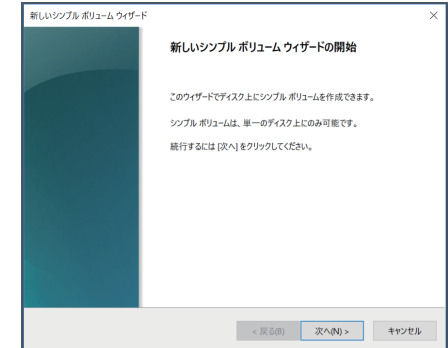 新しいシンプル ボリューム ウィザード
新しいシンプル ボリューム ウィザードの開始
このウィザードでディスク上にシンプル ボリュームを作成できます。
シンプル ボリュームは、単一のディスク上にのみ可能です。
続行するには [次へ] をクリックしてください。
< 戻る(B) 次へ(N) > キャンセル